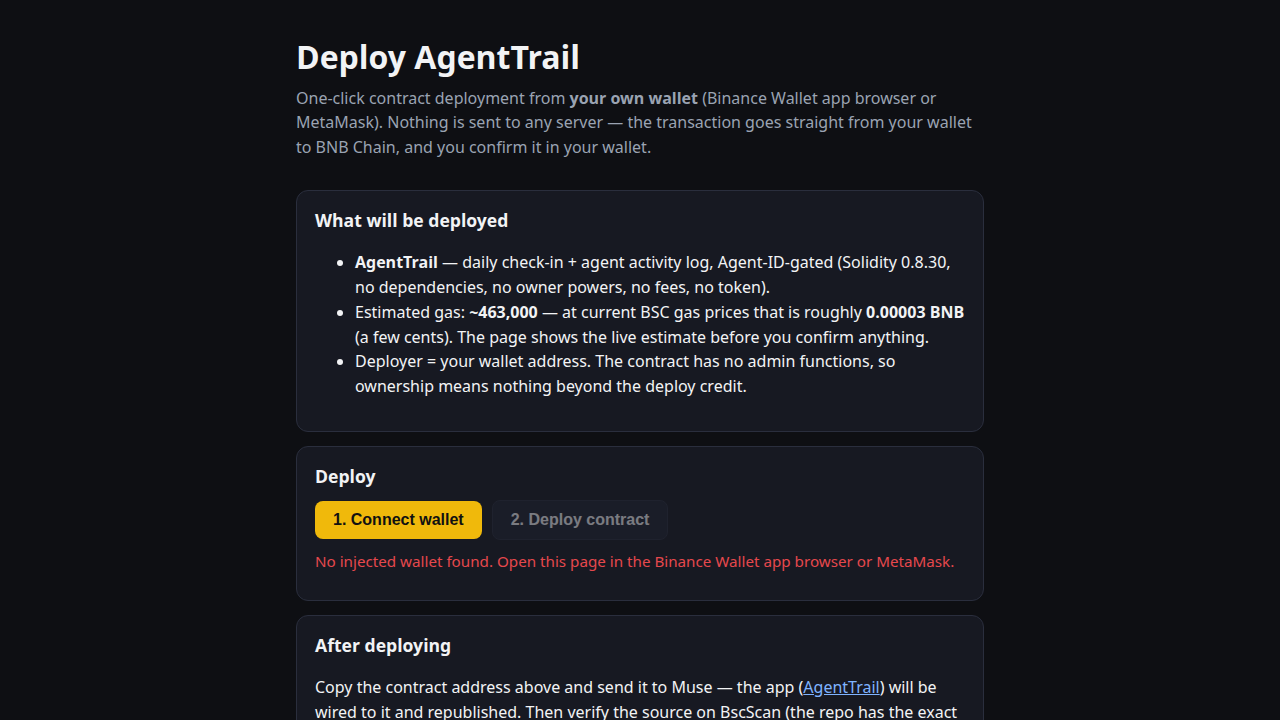 Deploy AgentTrail
One-click contract deployment from your own wallet (Binance Wallet app browser or
MetaMask). Nothing is sent to any server — the transaction goes straight from your wallet
to BNB Chain, and you confirm it in your wallet.
What will be deployed
• AgentTrail — daily check-in + agent activity log, Agent-ID-gated (Solidity 0.8.30,
no dependencies, no owner powers, no fees, no token).
• Estimated gas: ~463,000 — at current BSC gas prices that is roughly 0.00003 BNB
(a few cents). The page shows the live estimate before you confirm anything.
• Deployer = your wallet address. The contract has no admin functions, so
ownership means nothing beyond the deploy credit.
Deploy
1. Connect wallet
2. Deploy contract
No injected wallet found. Open this page in the Binance Wallet app browser or MetaMask.
After deploying
Copy the contract address above and send it to Muse — the app (AgentTrail) will be
wired to it and republished. Then verify the source on BscScan (the repo has the exact